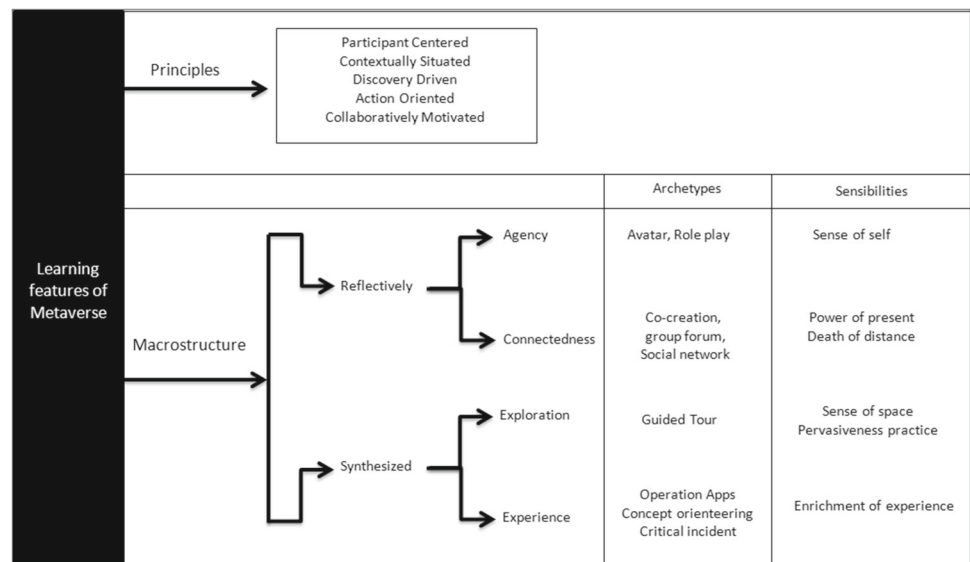 Learning
features of
Metaverse
Principles
Participant Centered
Contextually Situated
Discovery Driven
Action Oriented
Collaboratively Motivated
Archetypes
Sensibilities
Macrostructure
Reflectively
Agency
Avatar, Role play
Sense of self
Connectedness
Co-creation,
group forum,
Social network
Power of present
Death of distance
Synthesized
Exploration
Guided Tour
Sense of space
Pervasiveness practice
Experience
Operation Apps
Concept orienteering
Critical incident
Enrichment of experience